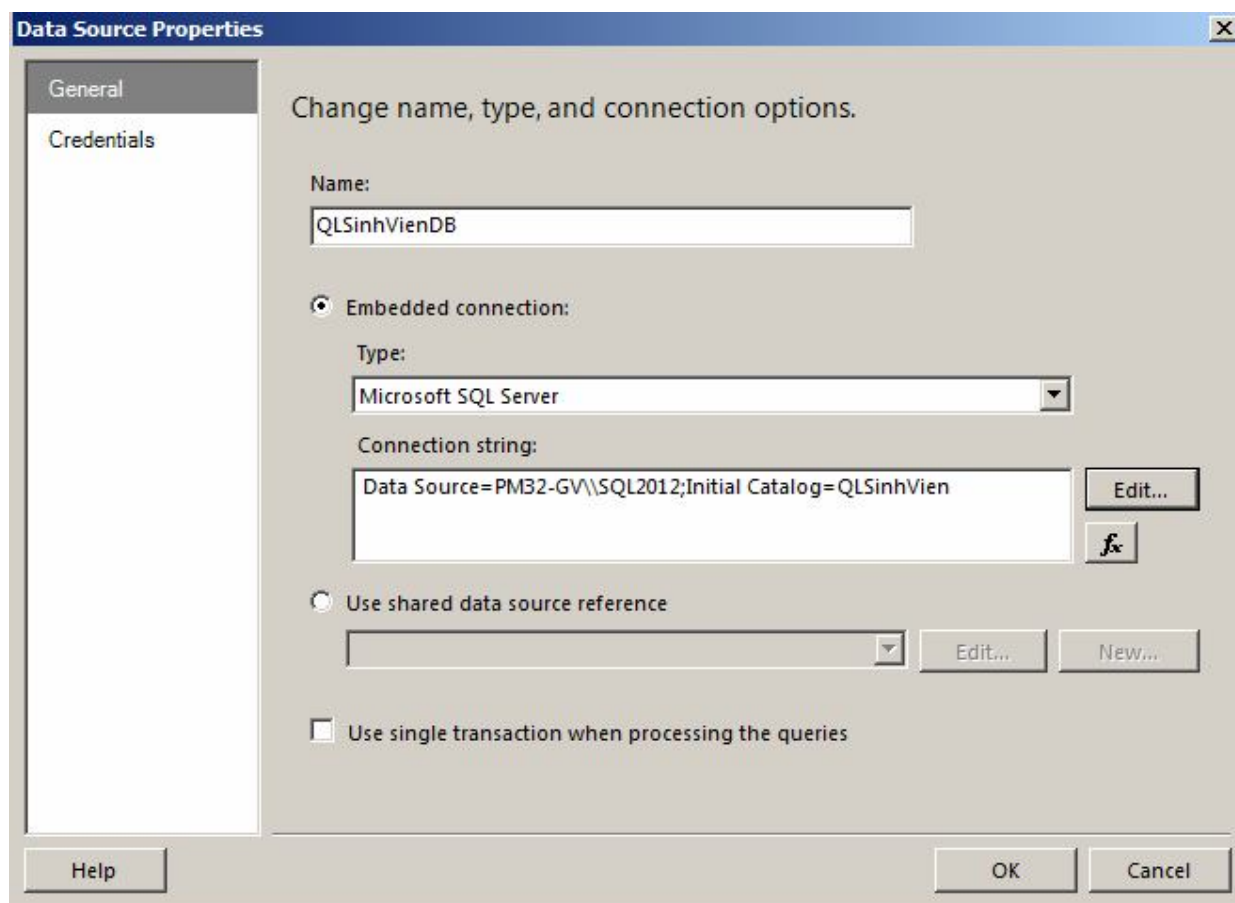 Data Source Properties
General
Credentials
Change name, type, and connection options.
Name:
QLSinhVienDB
Embedded connection:
Type:
Microsoft SQL Server
Connection string:
Data Source=PM32-GV\\SQL2012;Initial Catalog=QLSinhVien
Edit...
fx
Use shared data source reference
Edit...
New...
Use single transaction when processing the queries
Help
OK
Cancel